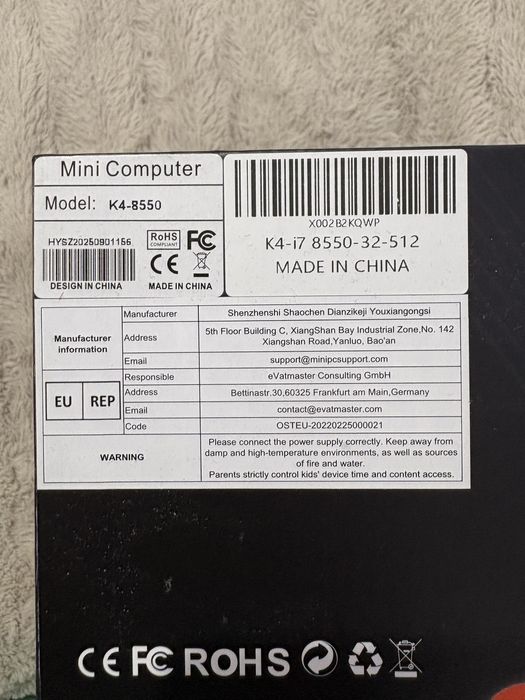 Mini Computer
Model: K4-8550
HYSZ20250901156
RoHS
COMPLIANT
FC
CE
DESIGN IN CHINA
MADE IN CHINA
X002B2KQWP
K4-i7 8550-32-512
MADE IN CHINA
Manufacturer information
Manufacturer
Shenzhenshi Shaochen Dianzikeji Youxiangongsi
Address
5th Floor Building C, XiangShan Bay Industrial Zone,No. 142
Xiangshan Road,Yanluo, Bao'an
Email
support@minipcsupport.com
EU REP
Responsible
eVatmaster Consulting GmbH
Address
Bettinastr.30,60325 Frankfurt am Main,Germany
Email
contact@evatmaster.com
Code
OSTEU-20220225000021
WARNING
Please connect the power supply correctly. Keep away from
damp and high-temperature environments, as well as sources
of fire and water.
Parents strictly control kids' device time and content access.
CE FC ROHS